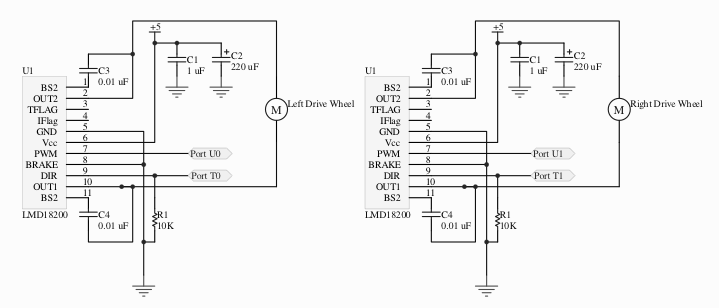 +5
C1
1 uF
C2
220 uF
U1
C3
0.01 uF
BS2 1
OUT2 2
TFLAG 3
IFlag 4
GND 5
Vcc 6
PWM 7
BRAKE 8
DIR 9
OUT1 10
BS2 11
LMD18200
M
Left Drive Wheel
Port U0
Port T0
C4
0.01 uF
R1
10K
+5
C1
1 uF
C2
220 uF
U1
C3
0.01 uF
BS2 1
OUT2 2
TFLAG 3
IFlag 4
GND 5
Vcc 6
PWM 7
BRAKE 8
DIR 9
OUT1 10
BS2 11
LMD18200
M
Right Drive Wheel
Port U1
Port T1
C4
0.01 uF
R1
10K